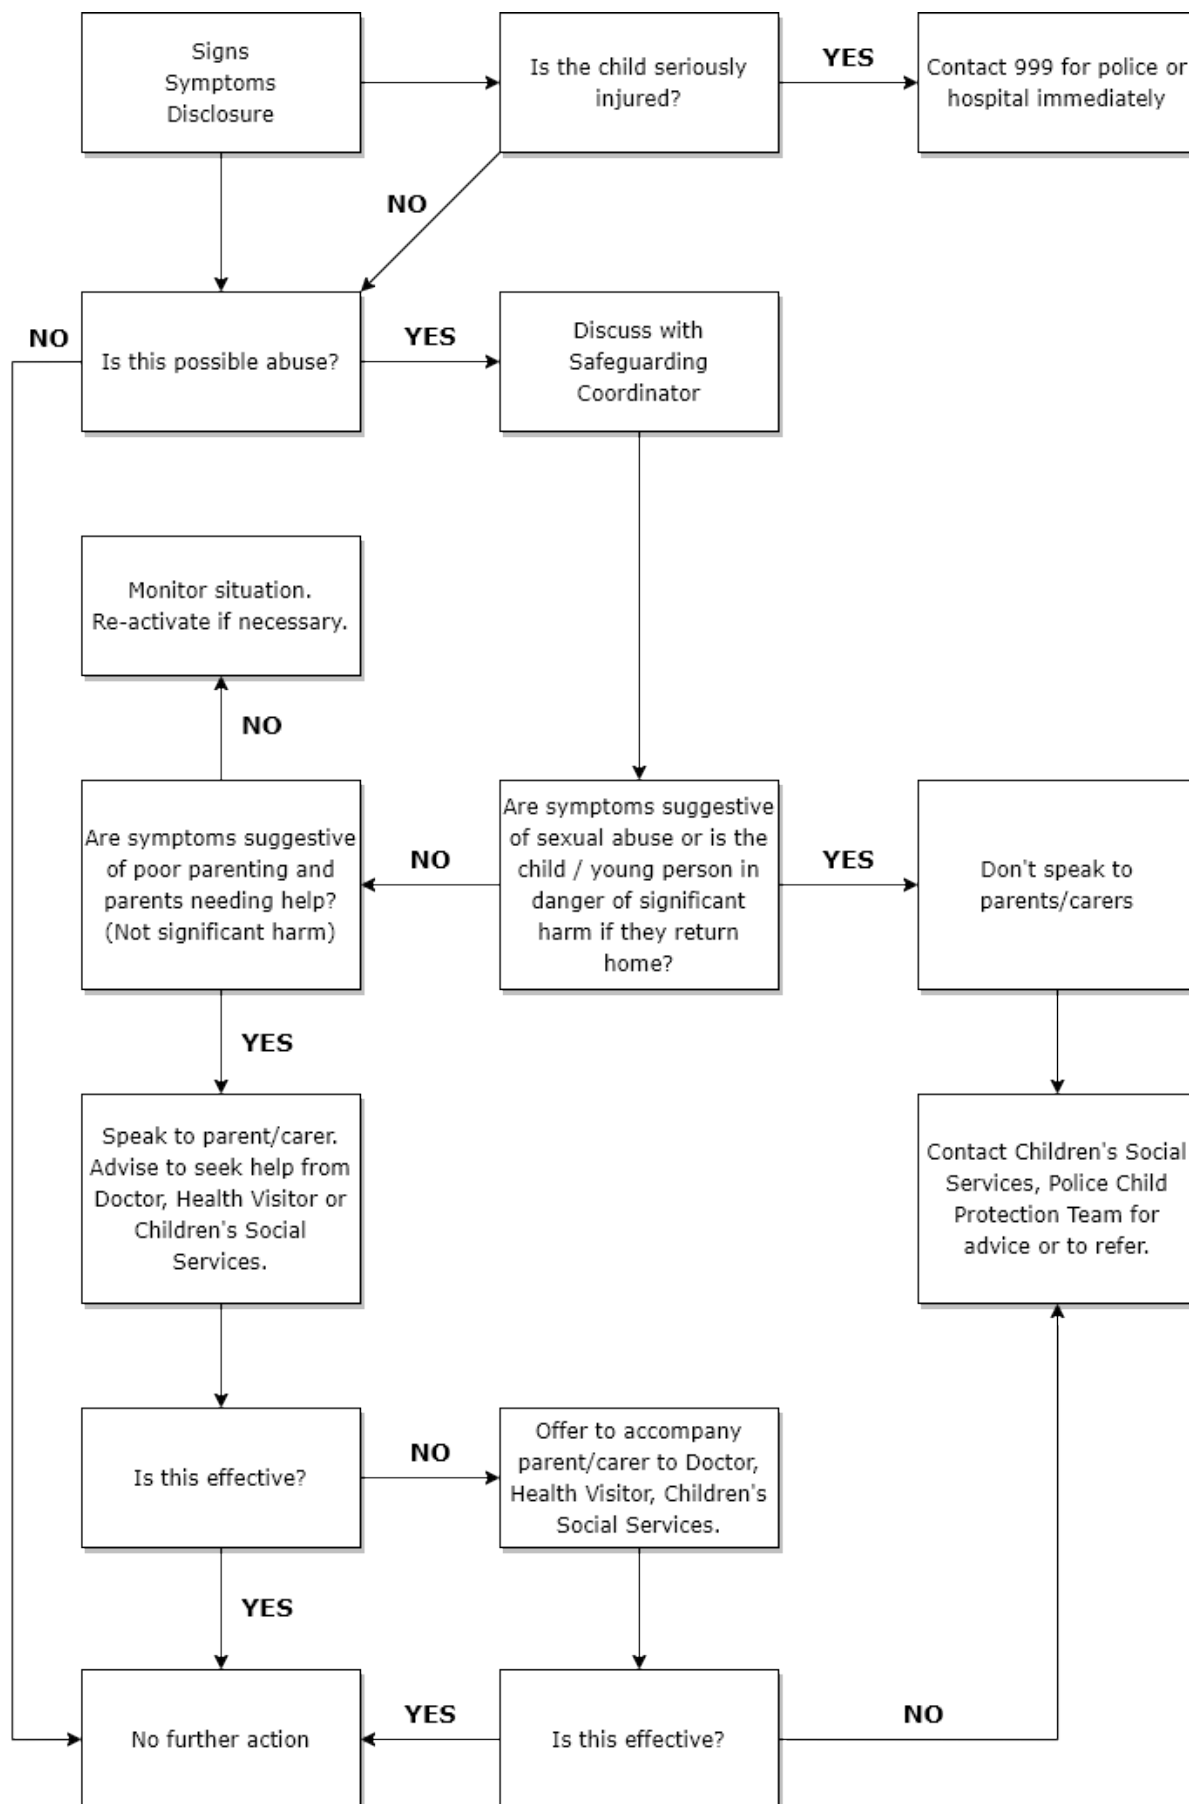 Signs
Symptoms
Disclosure
Is the child seriously
injured?
YES
Contact 999 for police or
hospital immediately
NO
NO
Is this possible abuse?
YES
Discuss with
Safeguarding
Coordinator
Monitor situation.
Re-activate if necessary.
NO
Are symptoms suggestive
of poor parenting and
parents needing help?
(Not significant harm)
NO
Are symptoms suggestive
of sexual abuse or is the
child / young person in
danger of significant
harm if they return
home?
YES
Don't speak to
parents/carers
YES
Speak to parent/carer.
Advise to seek help from
Doctor, Health Visitor or
Children's Social
Services.
Contact Children's Social
Services, Police Child
Protection Team for
advice or to refer.
Is this effective?
NO
Offer to accompany
parent/carer to Doctor,
Health Visitor, Children's
Social Services.
YES
No further action
YES
Is this effective?
NO